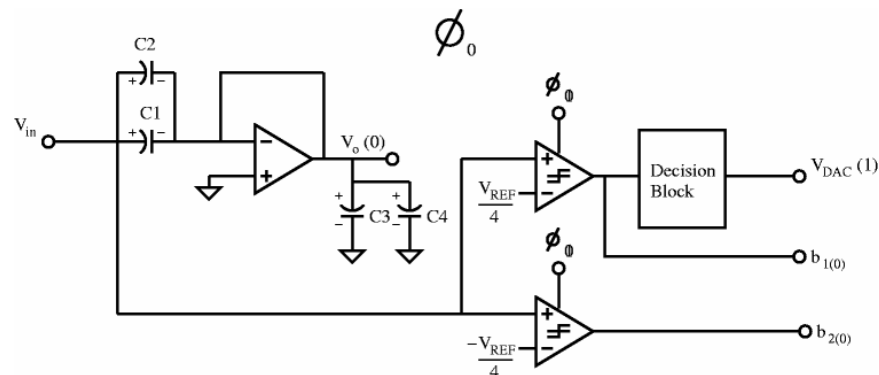 ϕ0
C2
+ −
C1
+ −
Vin
−
+
Vo (0)
+
−
C3
+
−
C4
ϕ0
+
−
VREF
4
Decision
Block
VDAC (1)
b1(0)
ϕ0
+
−
−VREF
4
b2(0)